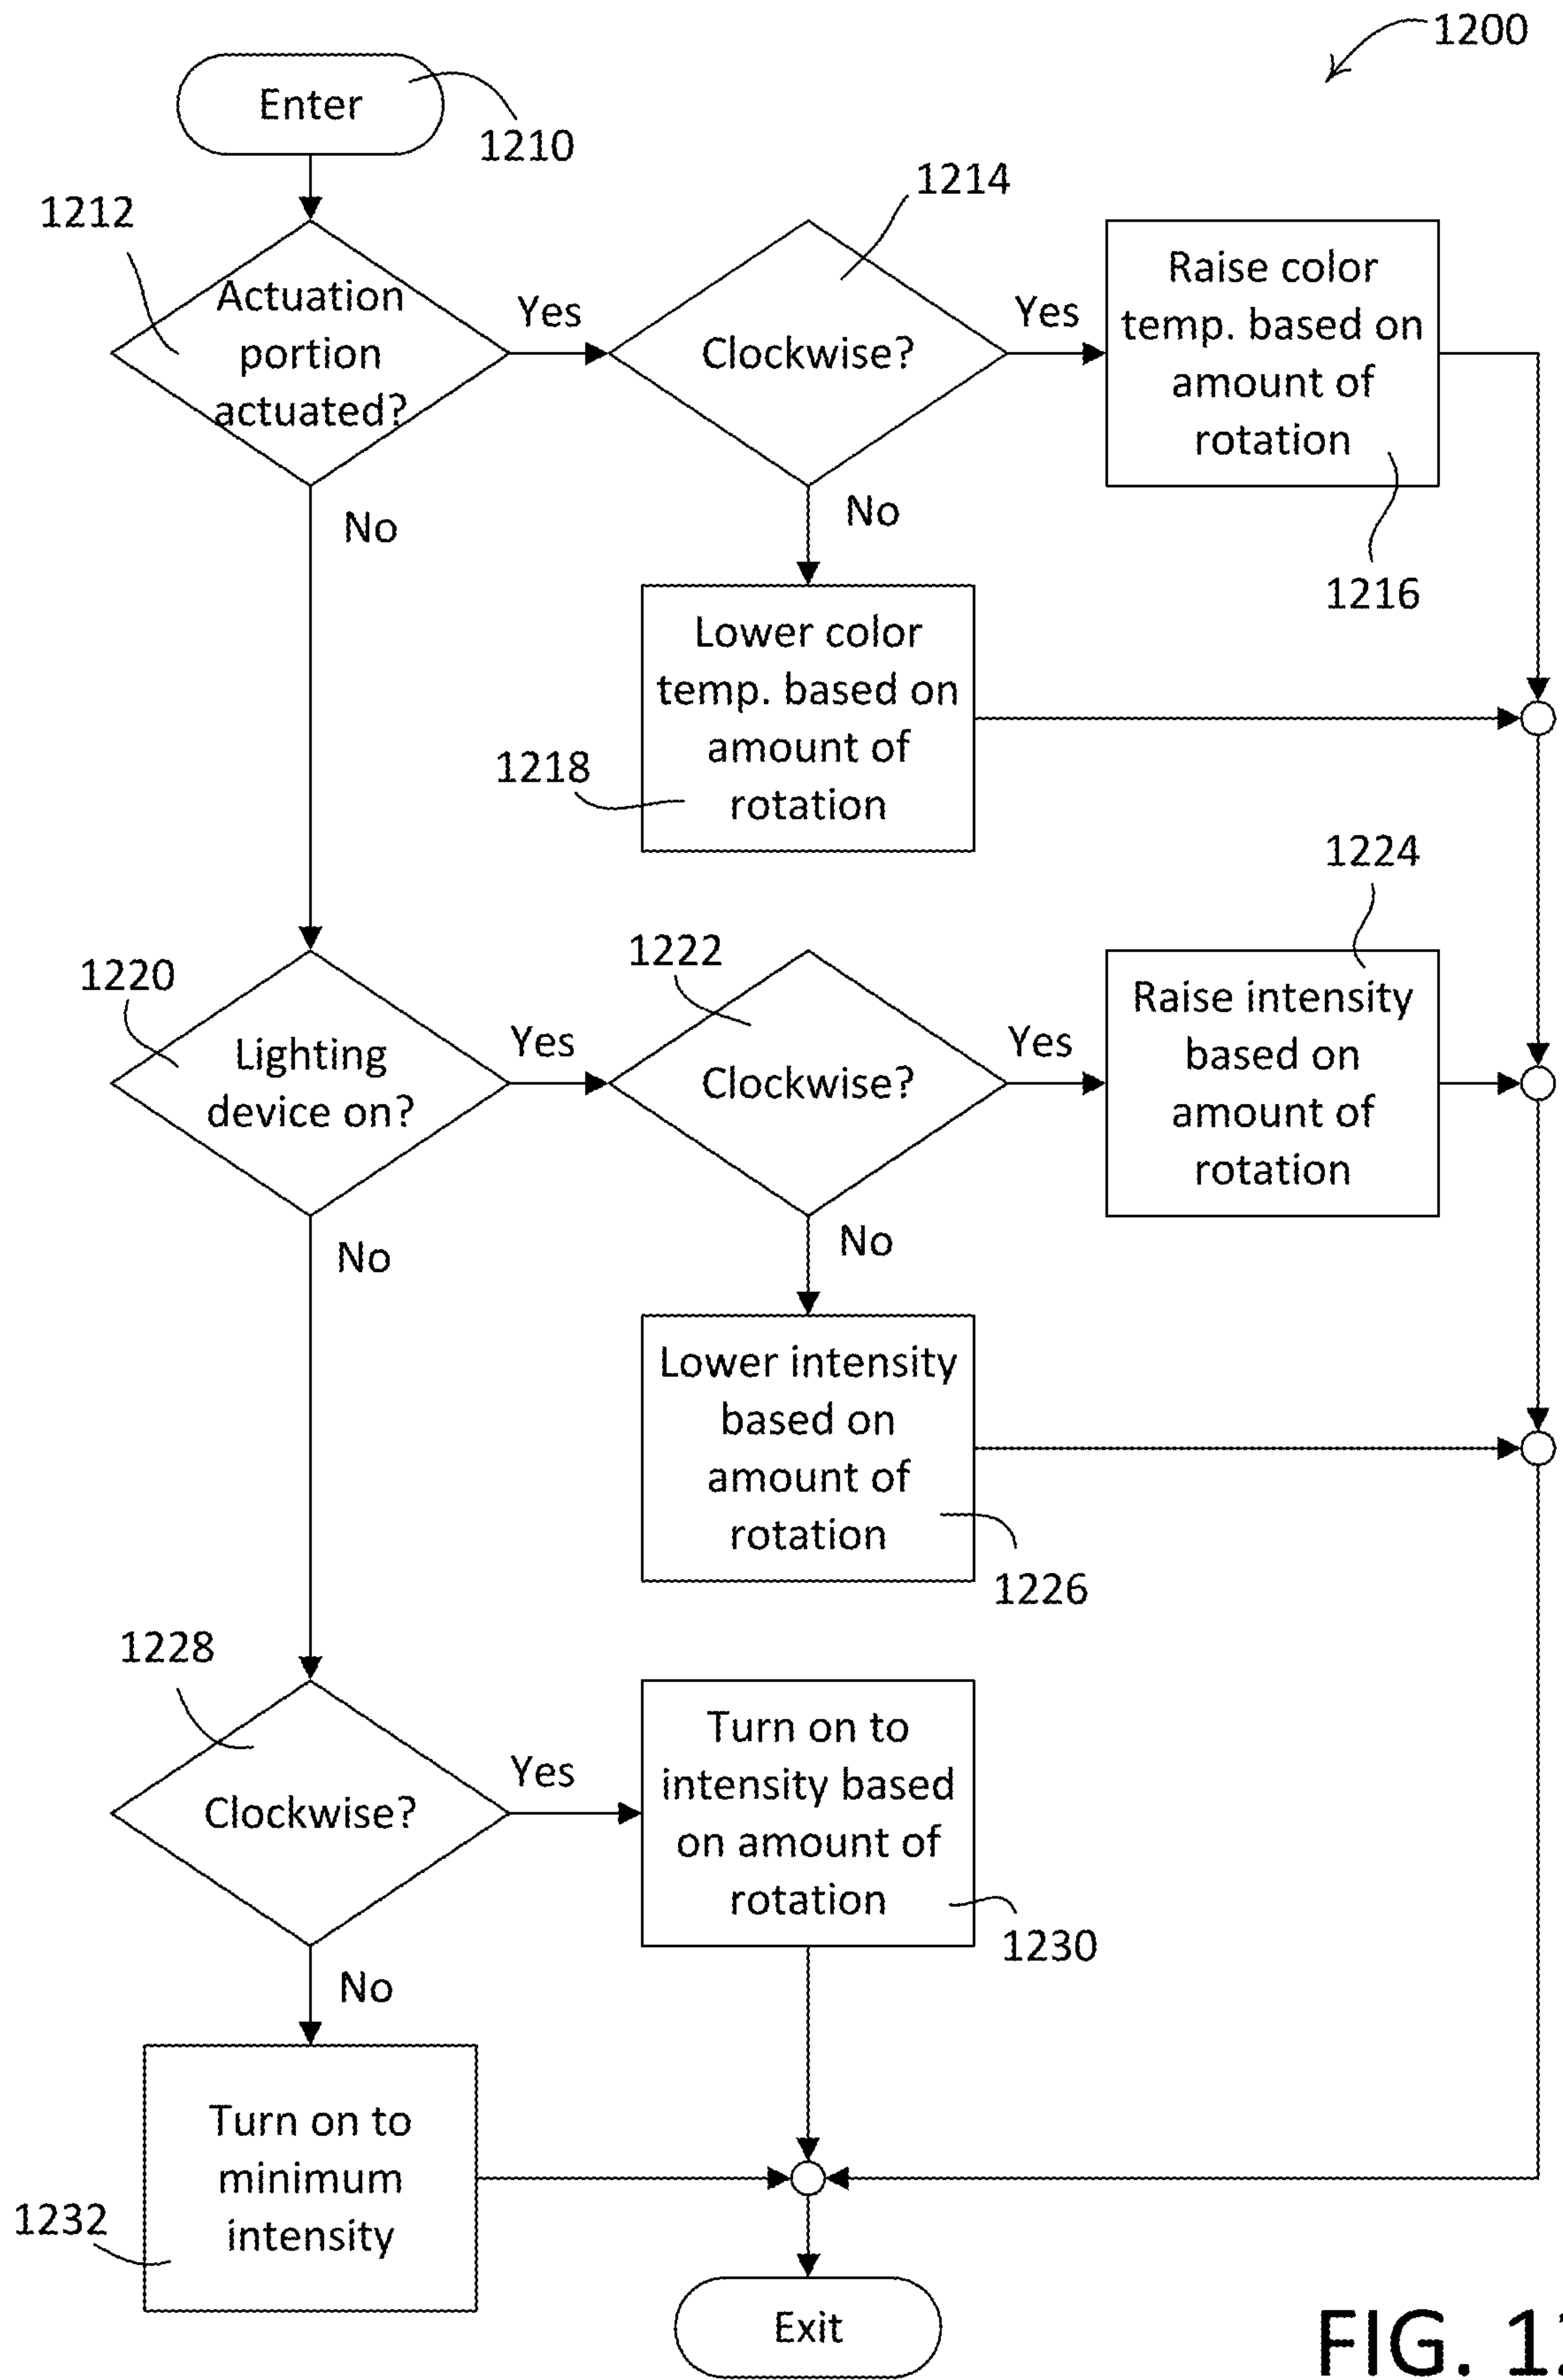 1200
Enter
1210
1212
1214
Actuation
portion
actuated?
Yes
Clockwise?
Yes
Raise color
temp. based on
amount of
rotation
1216
No
No
Lower color
temp. based on
amount of
rotation
1218
1220
Lighting
device on?
Yes
1222
Clockwise?
Yes
1224
Raise intensity
based on
amount of
rotation
No
No
Lower intensity
based on
amount of
rotation
1226
1228
Clockwise?
Yes
Turn on to
intensity based
on amount of
rotation
1230
No
Turn on to
minimum
intensity
1232
Exit
FIG.